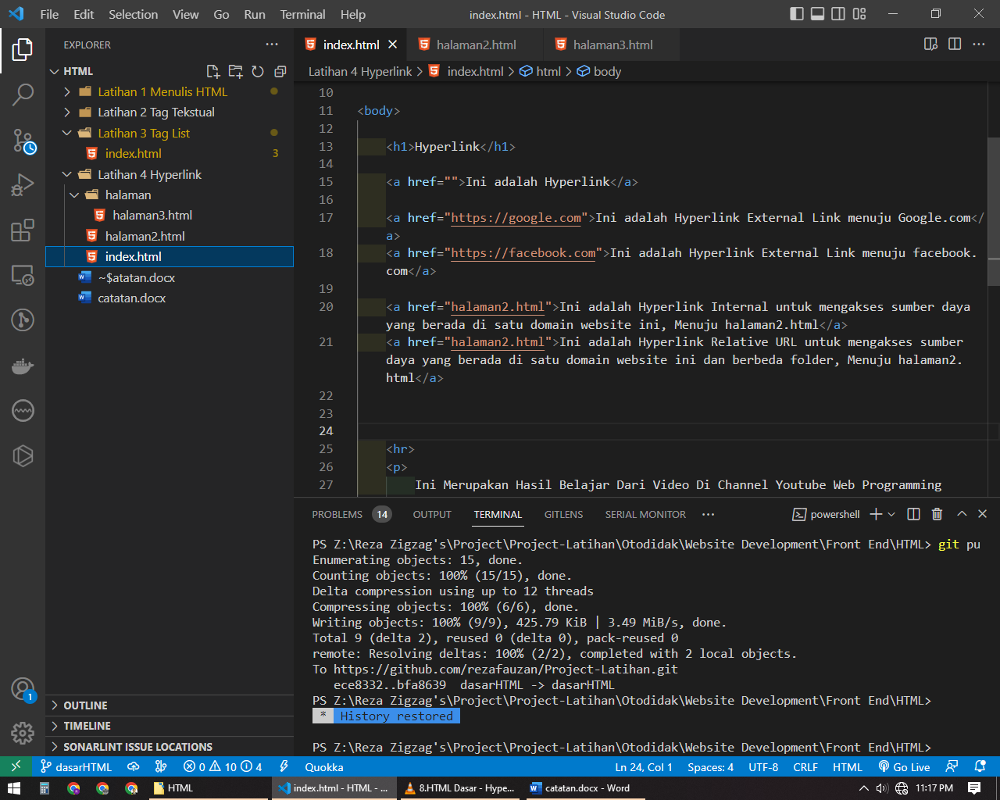 File Edit Selection View Go Run Terminal Help
index.html - HTML - Visual Studio Code
EXPLORER
HTML
Latihan 1 Menulis HTML
Latihan 2 Tag Tekstual
Latihan 3 Tag List
index.html 3
Latihan 4 Hyperlink
halaman
halaman3.html
halaman2.html
index.html
~$atatan.docx
catatan.docx
OUTLINE
TIMELINE
SONARLINT ISSUE LOCATIONS
1
index.html halaman2.html halaman3.html
Latihan 4 Hyperlink > index.html > html > body
10
11 <body>
12
13 <h1>Hyperlink</h1>
14
15 <a href="">Ini adalah Hyperlink</a>
16
17 <a href="https://google.com">Ini adalah Hyperlink External Link menuju Google.com</
a>
18 <a href="https://facebook.com">Ini adalah Hyperlink External Link menuju facebook.
com</a>
19
20 <a href="halaman2.html">Ini adalah Hyperlink Internal untuk mengakses sumber daya
yang berada di satu domain website ini, Menuju halaman2.html</a>
21 <a href="halaman2.html">Ini adalah Hyperlink Relative URL untuk mengakses sumber
daya yang berada di satu domain website ini dan berbeda folder, Menuju halaman2.
html</a>
22
23
24
25 <hr>
26 <p>
27 Ini Merupakan Hasil Belajar Dari Video Di Channel Youtube Web Programming
PROBLEMS 14 OUTPUT TERMINAL GITLENS SERIAL MONITOR
powershell
PS Z:\Reza Zigzag's\Project\Project-Latihan\Otodidak\Website Development\Front End\HTML> git pu
Enumerating objects: 15, done.
Counting objects: 100% (15/15), done.
Delta compression using up to 12 threads
Compressing objects: 100% (6/6), done.
Writing objects: 100% (9/9), 425.79 KiB | 3.49 MiB/s, done.
Total 9 (delta 2), reused 0 (delta 0), pack-reused 0
remote: Resolving deltas: 100% (2/2), completed with 2 local objects.
To https://github.com/rezafauzan/Project-Latihan.git
ece8332..bfa8639 dasarHTML -> dasarHTML
PS Z:\Reza Zigzag's\Project\Project-Latihan\Otodidak\Website Development\Front End\HTML>
* History restored
PS Z:\Reza Zigzag's\Project\Project-Latihan\Otodidak\Website Development\Front End\HTML>
dasarHTML 0 10 4 Quokka
Ln 24, Col 1 Spaces: 4 UTF-8 CRLF HTML Go Live
HTML
index.html - HTML - ...
8.HTML Dasar - Hype...
catatan.docx - Word
11:17 PM